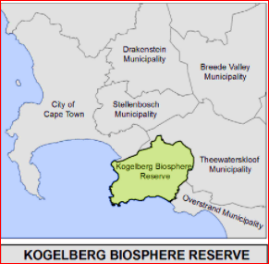 Drakenstein
Municipality
Breede Valley
Municipality
City of
Cape Town
Stellenbosch
Municipality
Kogelberg Biosphere
Reserve
Theewaterskloof
Municipality
Overstrand Municipality
KOGELBERG BIOSPHERE RESERVE